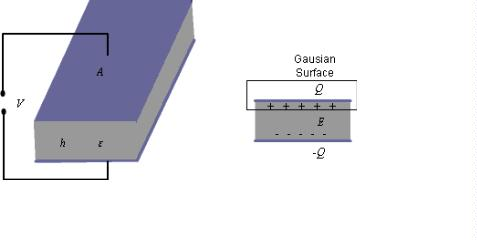 Gausian
Surface
A
Q
V
+ + + + +
E
h
ε
- - - - -
-Q